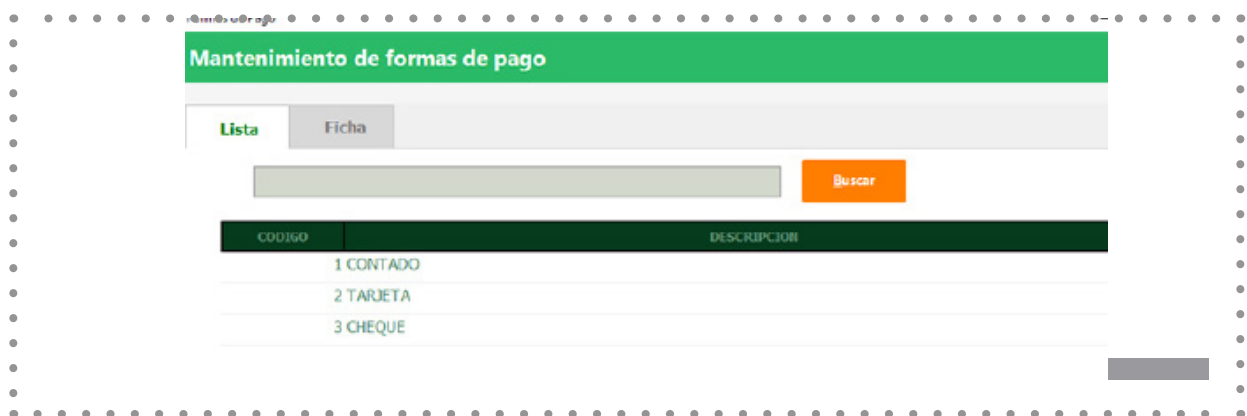 Mantenimiento de formas de pago
Lista Ficha
Buscar
CODIGO DESCRIPCION
1 CONTADO
2 TARJETA
3 CHEQUE